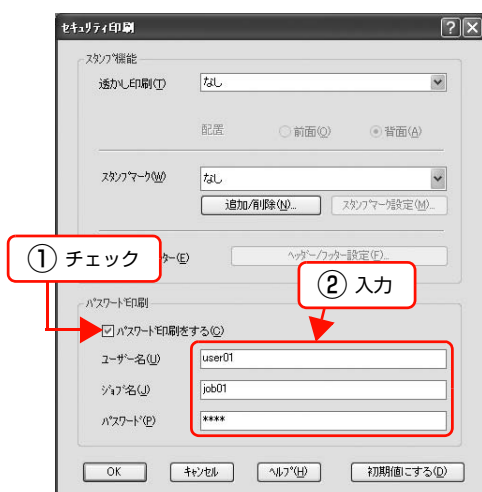 セキュリティ印刷
スタンプ機能
透かし印刷(T) なし
配置 前面(O) 背面(A)
スタンプマーク(W) なし
追加/削除(N)... スタンプマーク設定(M)...
ター(E) ヘッダー/フッター設定(F)...
① チェック
② 入力
パスワード印刷
パスワード印刷をする(C)
ユーザー名(U) user01
ジョブ名(J) job01
パスワード(P) ****
OK キャンセル ヘルプ(H) 初期値にする(D)